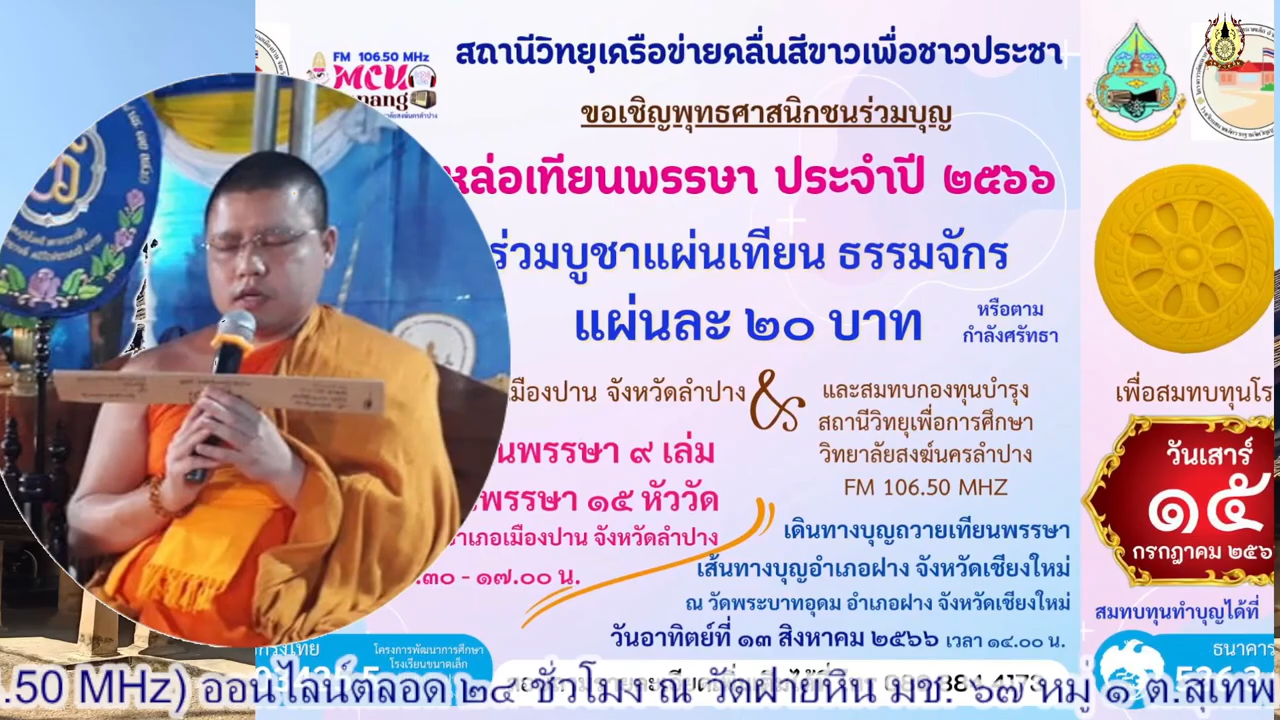 FM 106.50 MHz
MCU
สถานีวิทยุเครือข่ายคลื่นสีขาวเพื่อชาวประชา
ขอเชิญพุทธศาสนิกชนร่วมบุญ
หล่อเทียนพรรษา ประจำปี ๒๕๖๖
ร่วมบูชาแผ่นเทียน ธรรมจักร
แผ่นละ ๒๐ บาท
หรือตาม
กำลังศรัทธา
มืองปาน จังหวัดลำปาง
&
และสมทบกองทุนบำรุง
สถานีวิทยุเพื่อการศึกษา
วิทยาลัยสงฆ์นครลำปาง
FM 106.50 MHZ
นพรรษา ๙ เล่ม
พรรษา ๑๕ หัววัด
าเภอเมืองปาน จังหวัดลำปาง
.๓๐ - ๑๗.๐๐ น.
เดินทางบุญถวายเทียนพรรษา
เส้นทางบุญอำเภอฝาง จังหวัดเชียงใหม่
ณ วัดพระบาทอุดม อำเภอฝาง จังหวัดเชียงใหม่
วันอาทิตย์ที่ ๑๓ สิงหาคม ๒๕๖๖ เวลา ๑๔.๐๐ น.
เพื่อสมทบทุนโร
วันเสาร์
๑๕
กรกฎาคม ๒๕๖
สมทบทุนทำบุญได้ที่
ธนาคาร
กรุงไทย
โครงการพัฒนาการศึกษา
โรงเรียนขนาดเล็ก
.50 MHz) ออนไลน์ตลอด ๒๔ ชั่วโมง ณ วัดฝายหิน มช. ๖๗ หมู่ ๑ ต.สุเทพ